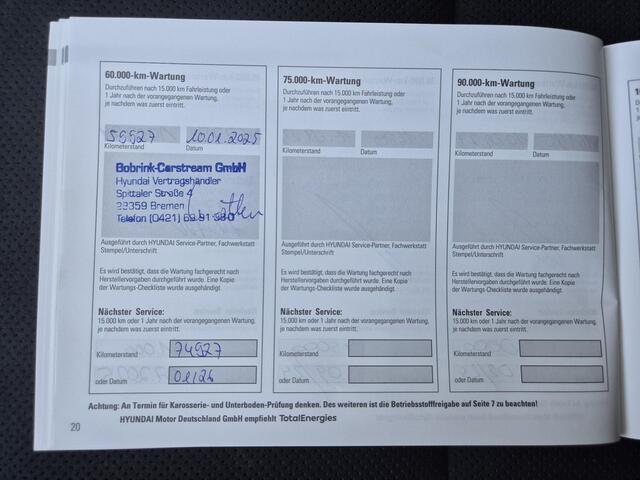 60.000-km-Wartung
Durchzuführen nach 15.000 km Fahrleistung oder
1 Jahr nach der vorangegangenen Wartung,
je nachdem was zuerst eintritt.
59927 10.01.2025
Kilometerstand Datum
Bobrink-Carstream GmbH
Hyundai Vertragshändler
Spittaler Straße 4
28359 Bremen
Telefon (0421)
Ausgeführt durch HYUNDAI Service-Partner, Fachwerkstatt
Stempel/Unterschrift
Es wird bestätigt, dass die Wartung fachgerecht nach
Herstellervorgaben durchgeführt wurde. Eine Kopie
der Wartungs-Checkliste wurde ausgehändigt.
Nächster Service:
15.000 km oder 1 Jahr nach der vorangegangenen Wartung,
je nachdem was zuerst eintritt.
Kilometerstand 74927
oder Datum 01/26
75.000-km-Wartung
Durchzuführen nach 15.000 km Fahrleistung oder
1 Jahr nach der vorangegangenen Wartung,
je nachdem was zuerst eintritt.
Kilometerstand Datum
Ausgeführt durch HYUNDAI Service-Partner, Fachwerkstatt
Stempel/Unterschrift
Es wird bestätigt, dass die Wartung fachgerecht nach
Herstellervorgaben durchgeführt wurde. Eine Kopie
der Wartungs-Checkliste wurde ausgehändigt.
Nächster Service:
15.000 km oder 1 Jahr nach der vorangegangenen Wartung,
je nachdem was zuerst eintritt.
Kilometerstand
oder Datum
90.000-km-Wartung
Durchzuführen nach 15.000 km Fahrleistung oder
1 Jahr nach der vorangegangenen Wartung,
je nachdem was zuerst eintritt.
Kilometerstand Datum
Ausgeführt durch HYUNDAI Service-Partner, Fachwerkstatt
Stempel/Unterschrift
Es wird bestätigt, dass die Wartung fachgerecht nach
Herstellervorgaben durchgeführt wurde. Eine Kopie
der Wartungs-Checkliste wurde ausgehändigt.
Nächster Service:
15.000 km oder 1 Jahr nach der vorangegangenen Wartung,
je nachdem was zuerst eintritt.
Kilometerstand
oder Datum
Achtung: An Termin für Karosserie- und Unterboden-Prüfung denken. Des weiteren ist die Betriebsstofffreigabe auf Seite 7 zu beachten!
20 HYUNDAI Motor Deutschland GmbH empfiehlt TotalEnergies